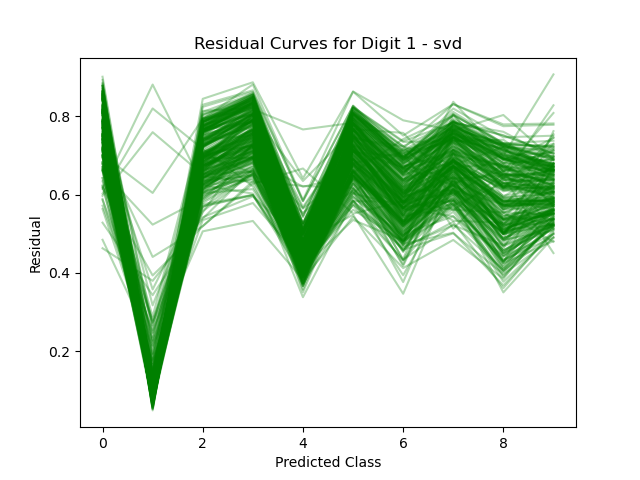 Residual Curves for Digit 1 - svd
0.8
0.6
0.4
0.2
Residual
0 2 4 6 8
Predicted Class